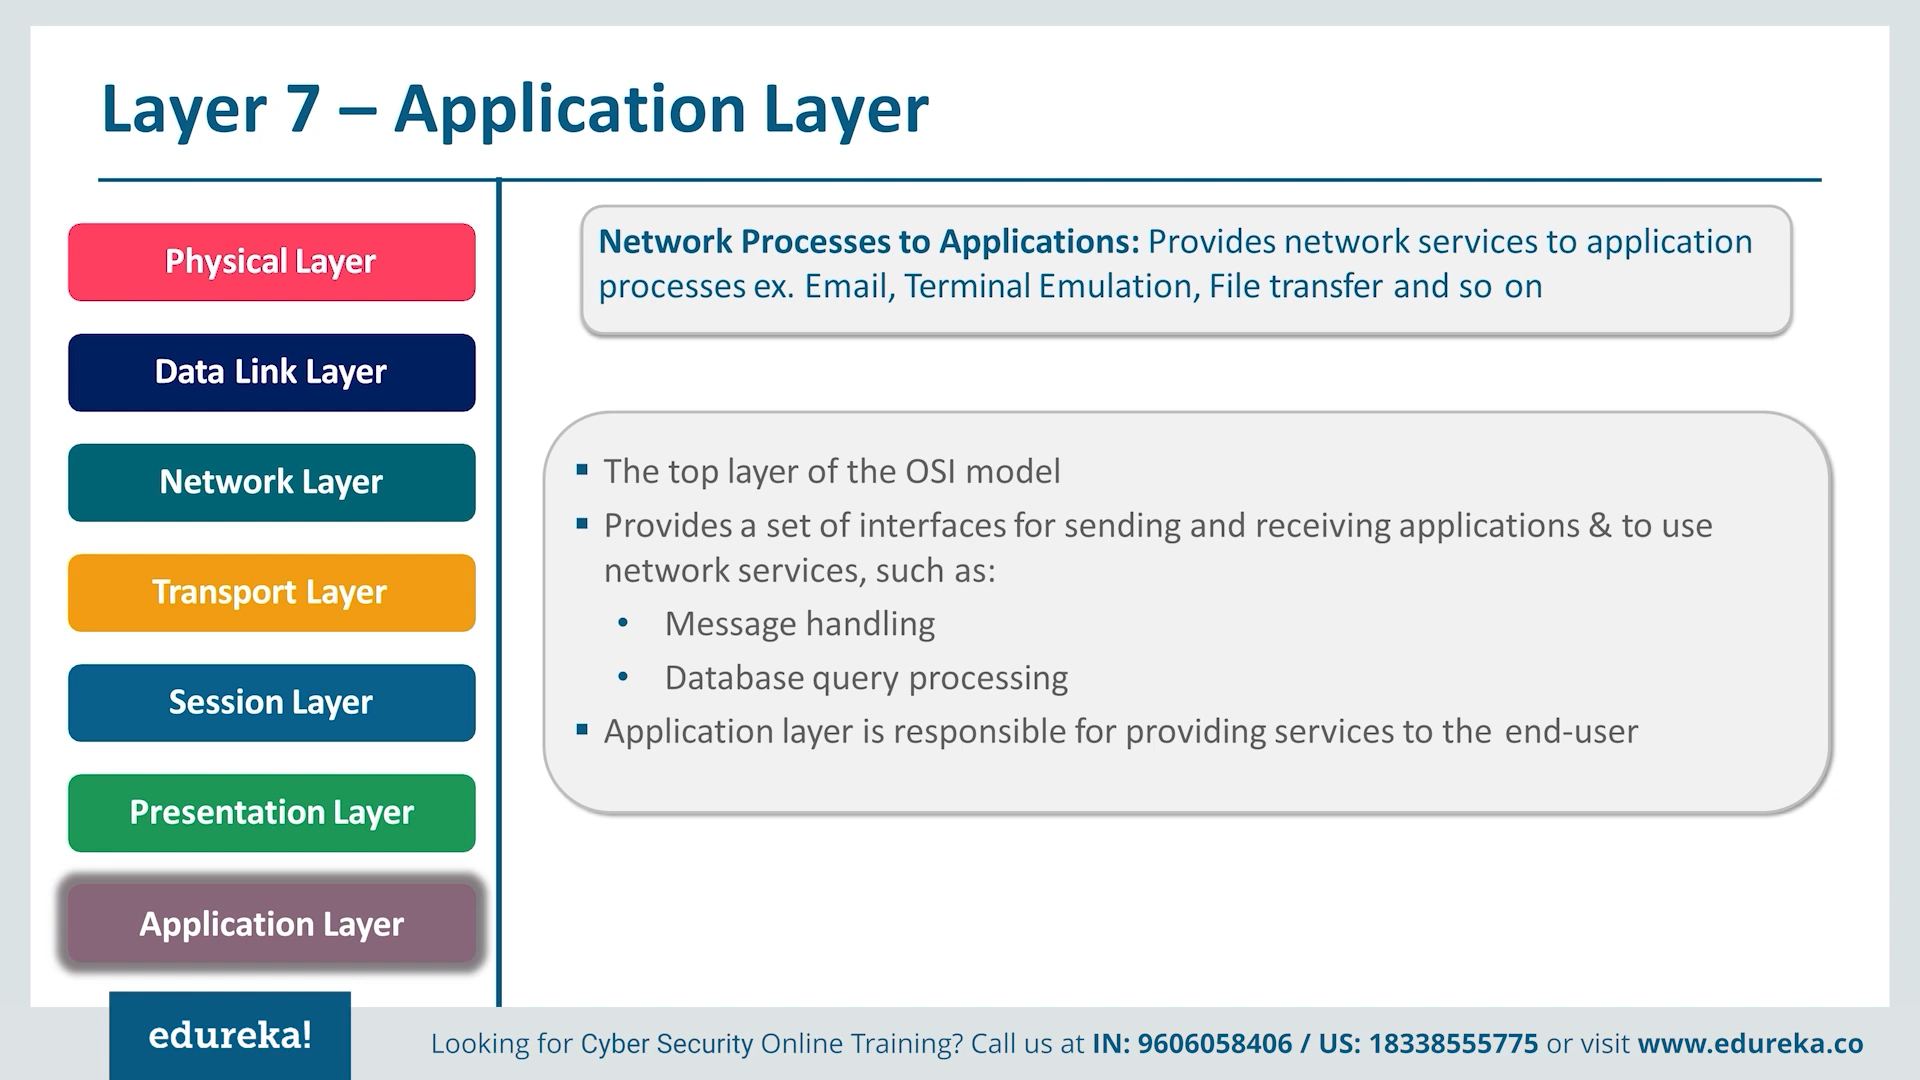 Layer 7 – Application Layer
Physical Layer
Data Link Layer
Network Layer
Transport Layer
Session Layer
Presentation Layer
Application Layer
Network Processes to Applications: Provides network services to application
processes ex. Email, Terminal Emulation, File transfer and so on
▪ The top layer of the OSI model
▪ Provides a set of interfaces for sending and receiving applications & to use
network services, such as:
• Message handling
• Database query processing
▪ Application layer is responsible for providing services to the end-user
edureka!
Looking for Cyber Security Online Training? Call us at IN: 9606058406 / US: 18338555775 or visit www.edureka.co